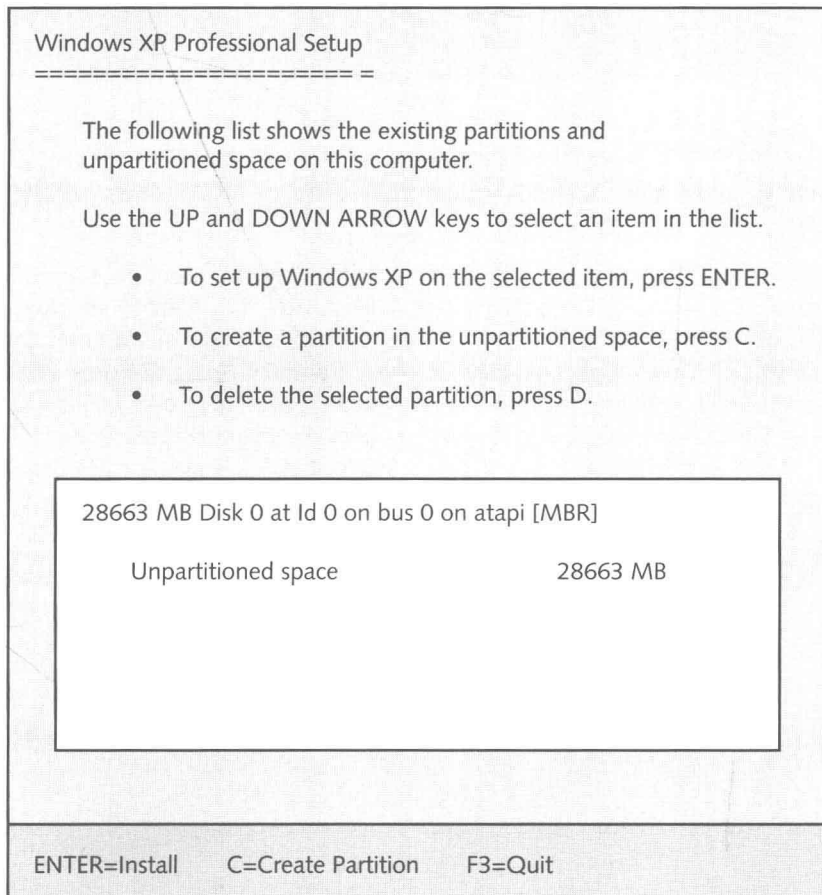 Windows XP Professional Setup
========================
The following list shows the existing partitions and
unpartitioned space on this computer.
Use the UP and DOWN ARROW keys to select an item in the list.
• To set up Windows XP on the selected item, press ENTER.
• To create a partition in the unpartitioned space, press C.
• To delete the selected partition, press D.
28663 MB Disk 0 at Id 0 on bus 0 on atapi [MBR]
Unpartitioned space 28663 MB
ENTER=Install C=Create Partition F3=Quit